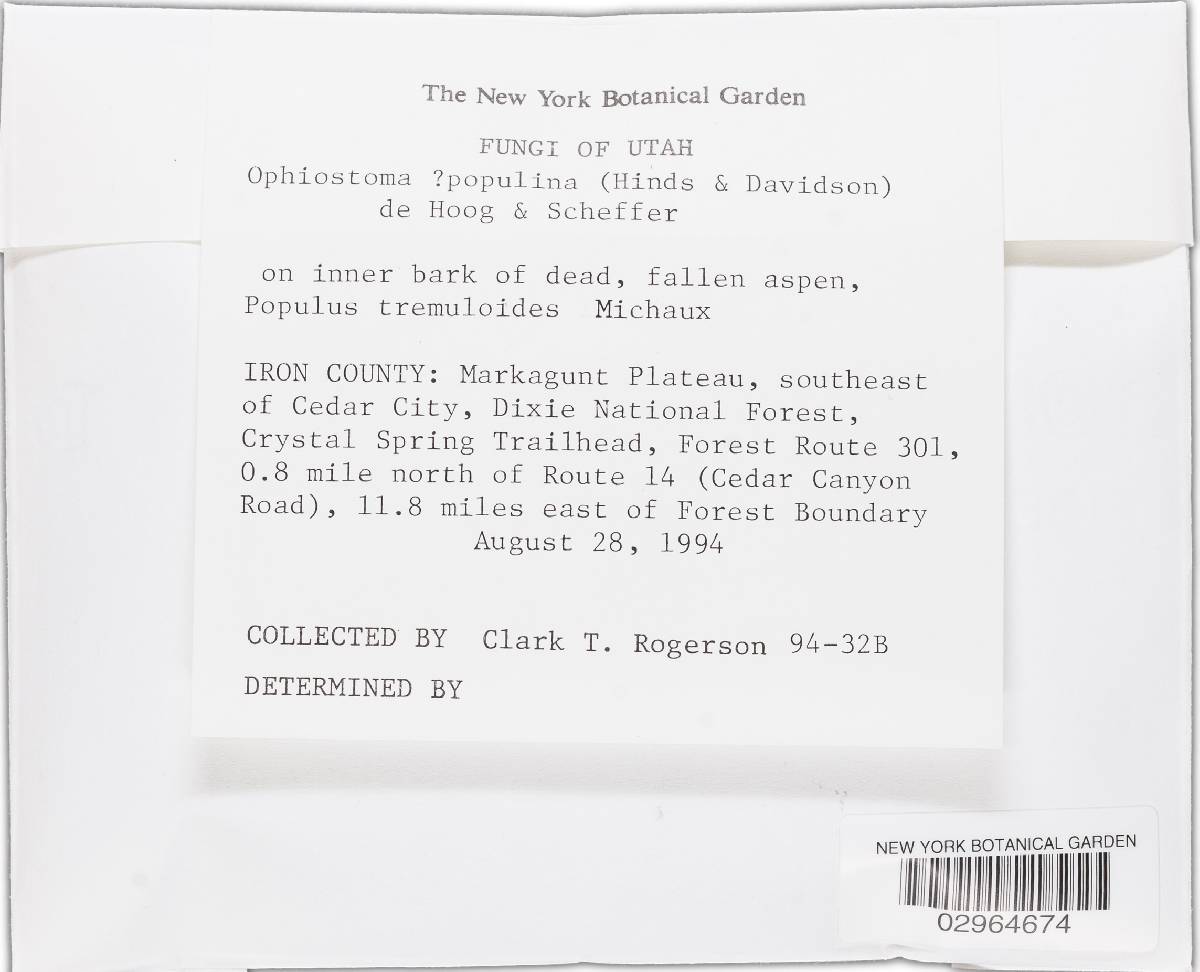 The New York Botanical Garden
FUNGI OF UTAH
Ophiostoma ?populina (Hinds & Davidson)
de Hoog & Scheffer
on inner bark of dead, fallen aspen,
Populus tremuloides Michaux
IRON COUNTY: Markagunt Plateau, southeast
of Cedar City, Dixie National Forest,
Crystal Spring Trailhead, Forest Route 301,
0.8 mile north of Route 14 (Cedar Canyon
Road), 11.8 miles east of Forest Boundary
August 28, 1994
COLLECTED BY Clark T. Rogerson 94-32B
DETERMINED BY
NEW YORK BOTANICAL GARDEN
02964674